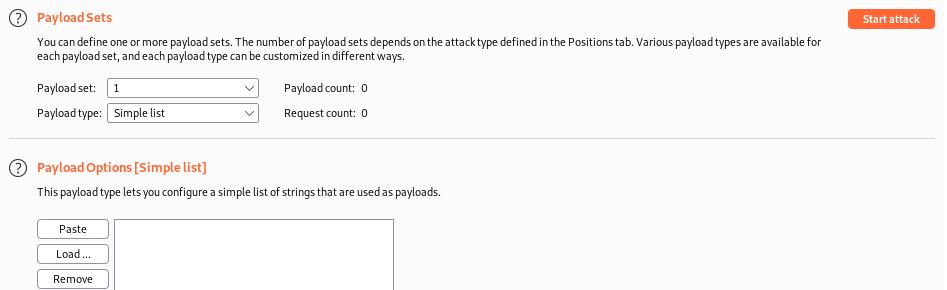 ? Payload Sets
Start attack
You can define one or more payload sets. The number of payload sets depends on the attack type defined in the Positions tab. Various payload types are available for
each payload set, and each payload type can be customized in different ways.
Payload set: 1 Payload count: 0
Payload type: Simple list Request count: 0
? Payload Options [Simple list]
This payload type lets you configure a simple list of strings that are used as payloads.
Paste
Load ...
Remove